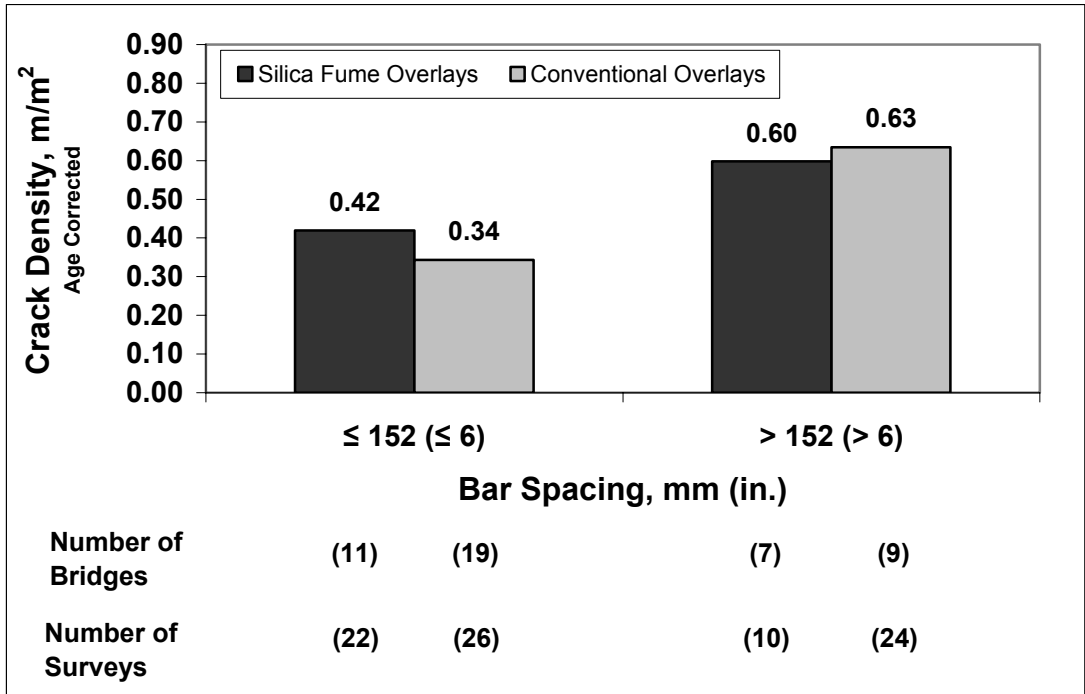 Crack Density, m/m²
Age Corrected
0.90
0.80
0.70
0.60
0.50
0.40
0.30
0.20
0.10
0.00
Silica Fume Overlays Conventional Overlays
0.42
0.34
0.60
0.63
≤ 152 (≤ 6) > 152 (> 6)
Bar Spacing, mm (in.)
Number of
Bridges
(11) (19) (7) (9)
Number of
Surveys
(22) (26) (10) (24)